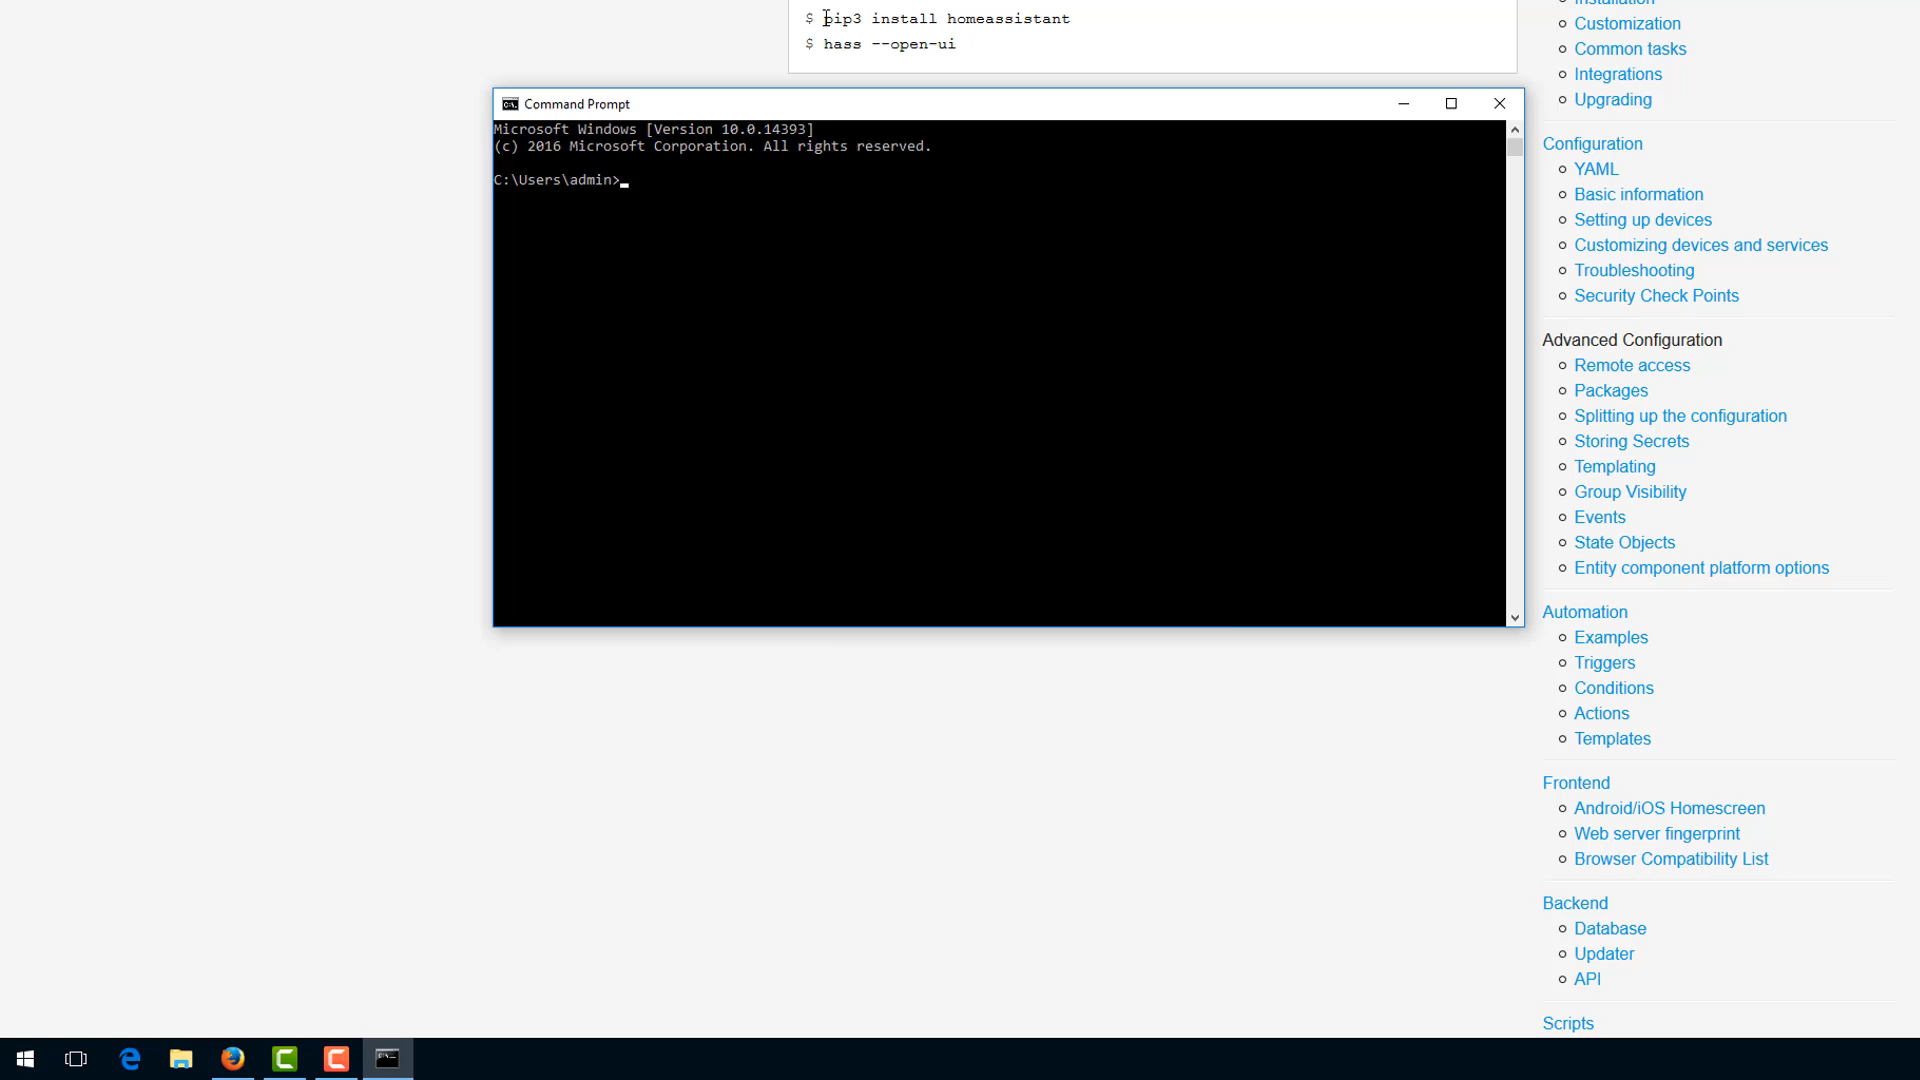 $ pip3 install homeassistant
$ hass --open-ui
Command Prompt
Microsoft Windows [Version 10.0.14393]
(c) 2016 Microsoft Corporation. All rights reserved.
C:\Users\admin>
Installation
Customization
Common tasks
Integrations
Upgrading
Configuration
YAML
Basic information
Setting up devices
Customizing devices and services
Troubleshooting
Security Check Points
Advanced Configuration
Remote access
Packages
Splitting up the configuration
Storing Secrets
Templating
Group Visibility
Events
State Objects
Entity component platform options
Automation
Examples
Triggers
Conditions
Actions
Templates
Frontend
Android/iOS Homescreen
Web server fingerprint
Browser Compatibility List
Backend
Database
Updater
API
Scripts